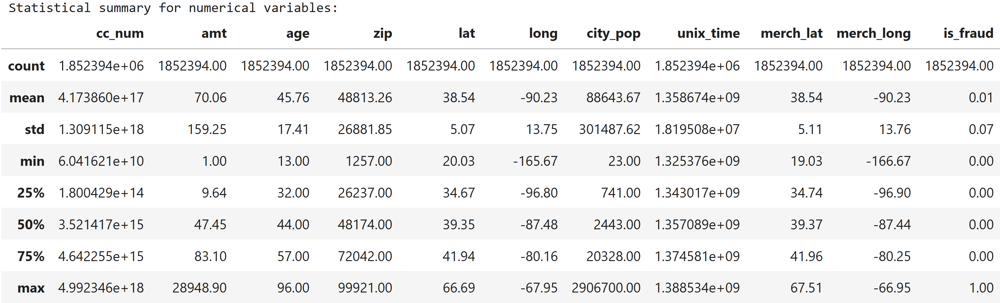 Statistical summary for numerical variables:
cc_num amt age zip lat long city_pop unix_time merch_lat merch_long is_fraud
count 1.852394e+06 1852394.00 1852394.00 1852394.00 1852394.00 1852394.00 1852394.00 1.852394e+06 1852394.00 1852394.00 1852394.00
mean 4.173860e+17 70.06 45.76 48813.26 38.54 -90.23 88643.67 1.358674e+09 38.54 -90.23 0.01
std 1.309115e+18 159.25 17.41 26881.85 5.07 13.75 301487.62 1.819508e+07 5.11 13.76 0.07
min 6.041621e+10 1.00 13.00 1257.00 20.03 -165.67 23.00 1.325376e+09 19.03 -166.67 0.00
25% 1.800429e+14 9.64 32.00 26237.00 34.67 -96.80 741.00 1.343017e+09 34.74 -96.90 0.00
50% 3.521417e+15 47.45 44.00 48174.00 39.35 -87.48 2443.00 1.357089e+09 39.37 -87.44 0.00
75% 4.642255e+15 83.10 57.00 72042.00 41.94 -80.16 20328.00 1.374581e+09 41.96 -80.25 0.00
max 4.992346e+18 28948.90 96.00 99921.00 66.69 -67.95 2906700.00 1.388534e+09 67.51 -66.95 1.00